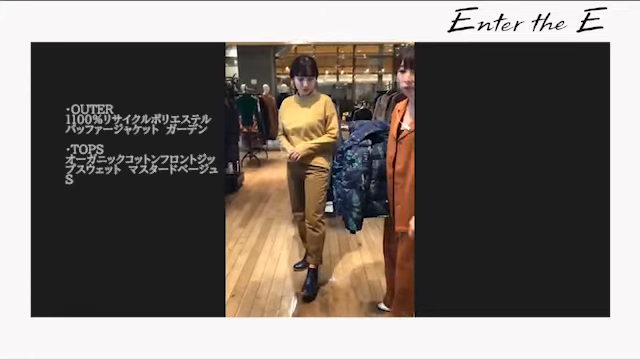 Enter the E
・OUTER
1100%リサイクルポリエステル
パッファージャケット ガーデン
・TOPS
オーガニックコットンフロントジッ
プスウェット マスタードベージュ
S